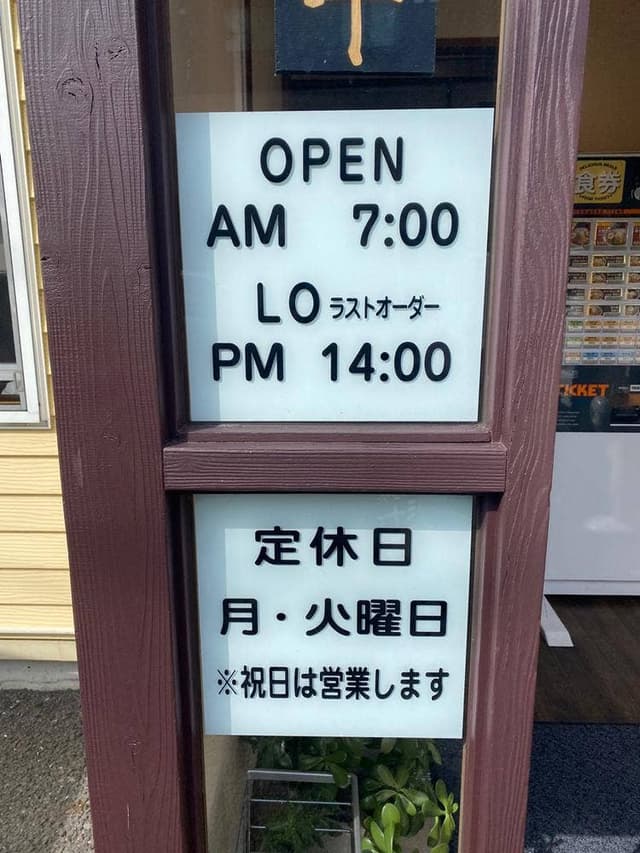 OPEN
AM 7:00
LO ラストオーダー
PM 14:00
定休日
月・火曜日
※祝日は営業します
食券